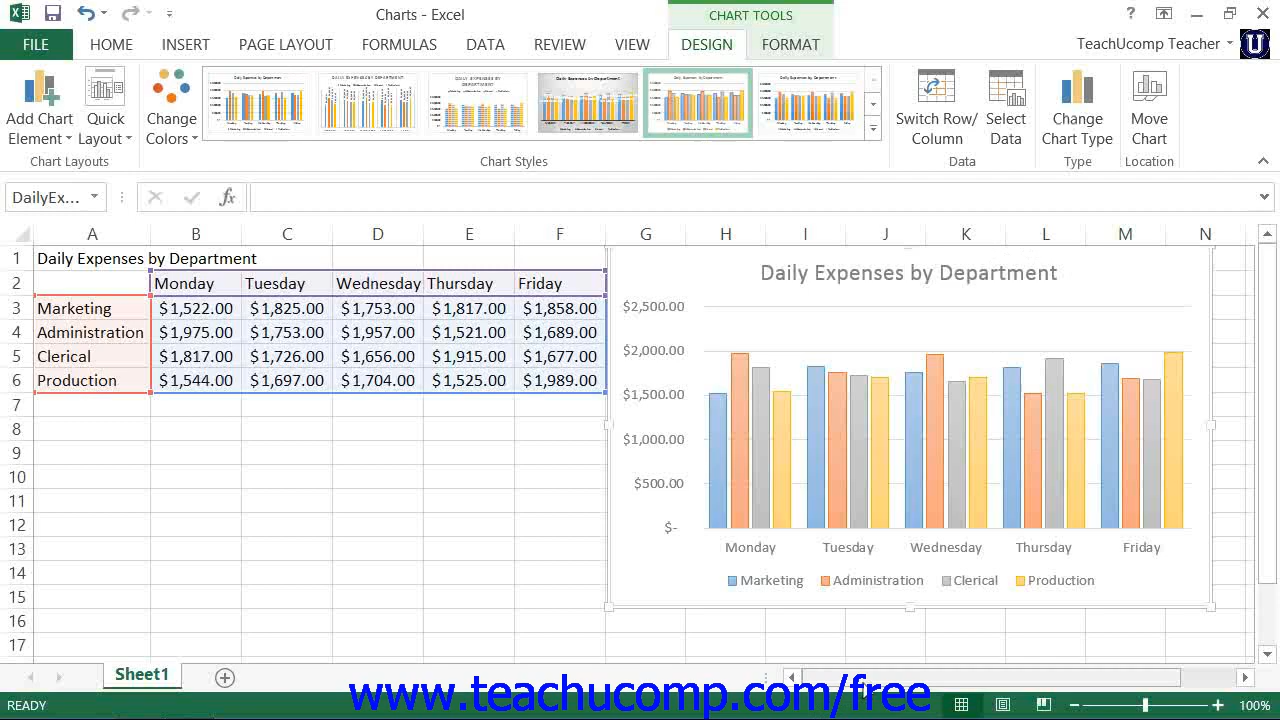 Charts - Excel
CHART TOOLS
?
FILE HOME INSERT PAGE LAYOUT FORMULAS DATA REVIEW VIEW DESIGN FORMAT TeachUcomp Teacher
Add Chart Element Quick Layout Change Colors Switch Row/ Column Select Data Change Chart Type Move Chart
Chart Layouts Chart Styles Data Type Location
DailyEx... fx
A B C D E F G H I J K L M N
1 Daily Expenses by Department
2 Monday Tuesday Wednesday Thursday Friday
3 Marketing $1,522.00 $1,825.00 $1,753.00 $1,817.00 $1,858.00
4 Administration $1,975.00 $1,753.00 $1,957.00 $1,521.00 $1,689.00
5 Clerical $1,817.00 $1,726.00 $1,656.00 $1,915.00 $1,677.00
6 Production $1,544.00 $1,697.00 $1,704.00 $1,525.00 $1,989.00
7
8
9
10
11
12
13
14
15
16
17
Daily Expenses by Department
$2,500.00
$2,000.00
$1,500.00
$1,000.00
$500.00
$-
Monday Tuesday Wednesday Thursday Friday
Marketing Administration Clerical Production
Sheet1
www.teachucomp.com/free
READY 100%